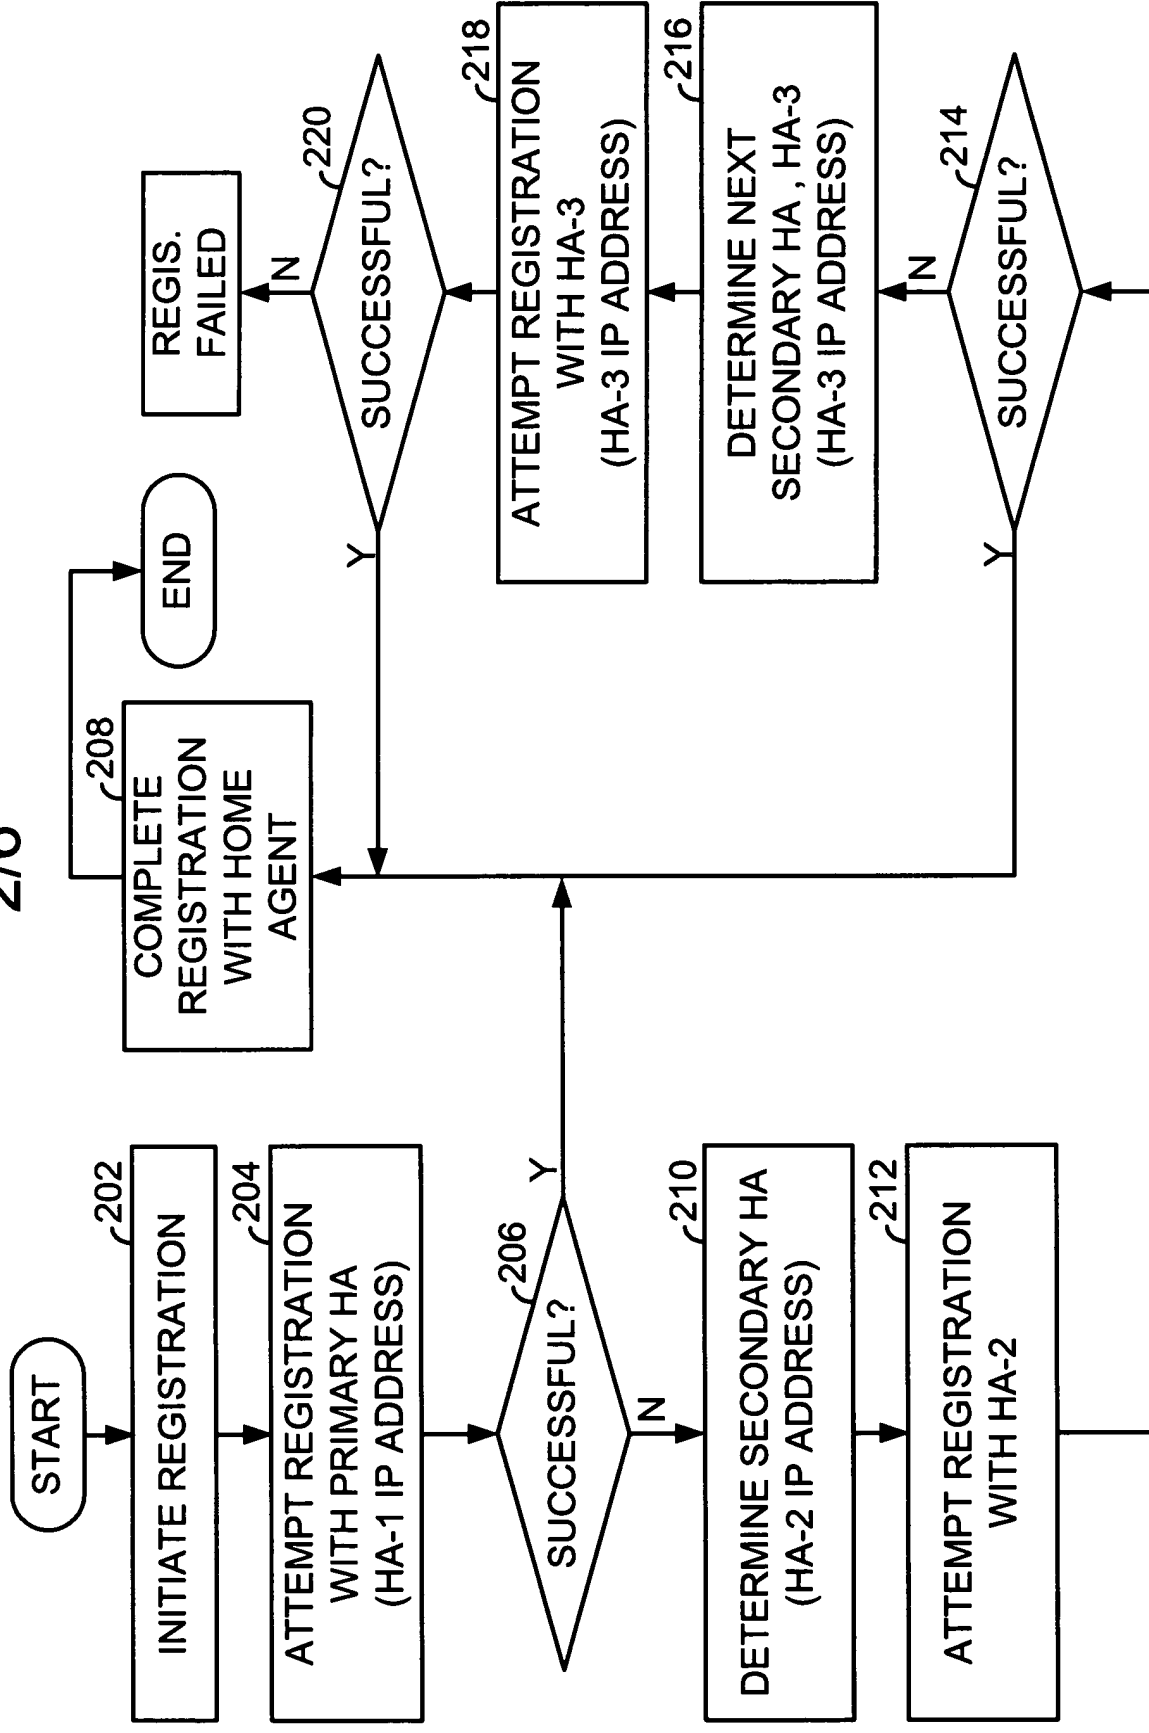 2/6
START
INITIATE REGISTRATION
202
ATTEMPT REGISTRATION
WITH PRIMARY HA
(HA-1 IP ADDRESS)
204
SUCCESSFUL?
206
Y
N
DETERMINE SECONDARY HA
(HA-2 IP ADDRESS)
210
ATTEMPT REGISTRATION
WITH HA-2
212
COMPLETE
REGISTRATION
WITH HOME
AGENT
208
END
REGIS.
FAILED
N
SUCCESSFUL?
220
Y
ATTEMPT REGISTRATION
WITH HA-3
(HA-3 IP ADDRESS)
218
DETERMINE NEXT
SECONDARY HA , HA-3
(HA-3 IP ADDRESS)
216
N
SUCCESSFUL?
214
Y